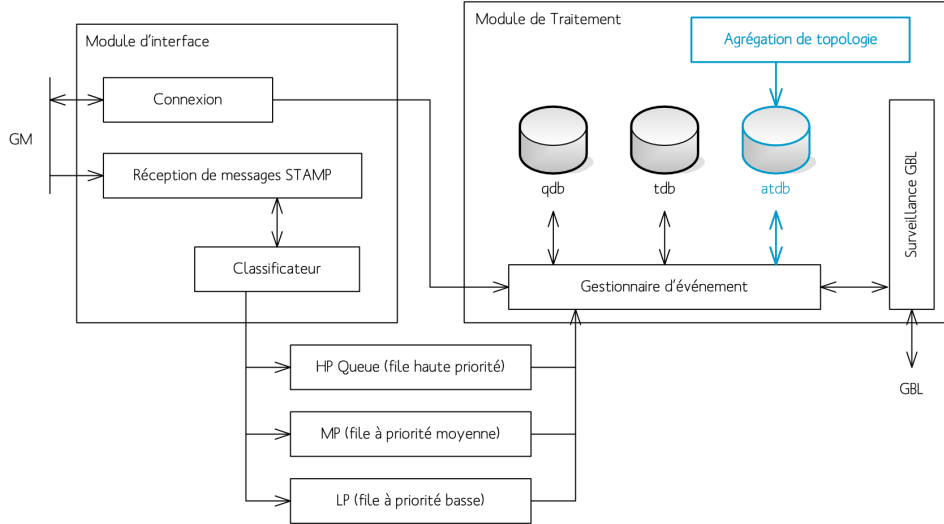 Module de Traitement
Module d'interface
Agrégation de topologie
Connexion
GM
Réception de messages STAMP
qdb
tdb
atdb
Surveillance GBL
Classificateur
Gestionnaire d'événement
HP Queue (file haute priorité)
GBL
MP (file à priorité moyenne)
LP (file à priorité basse)